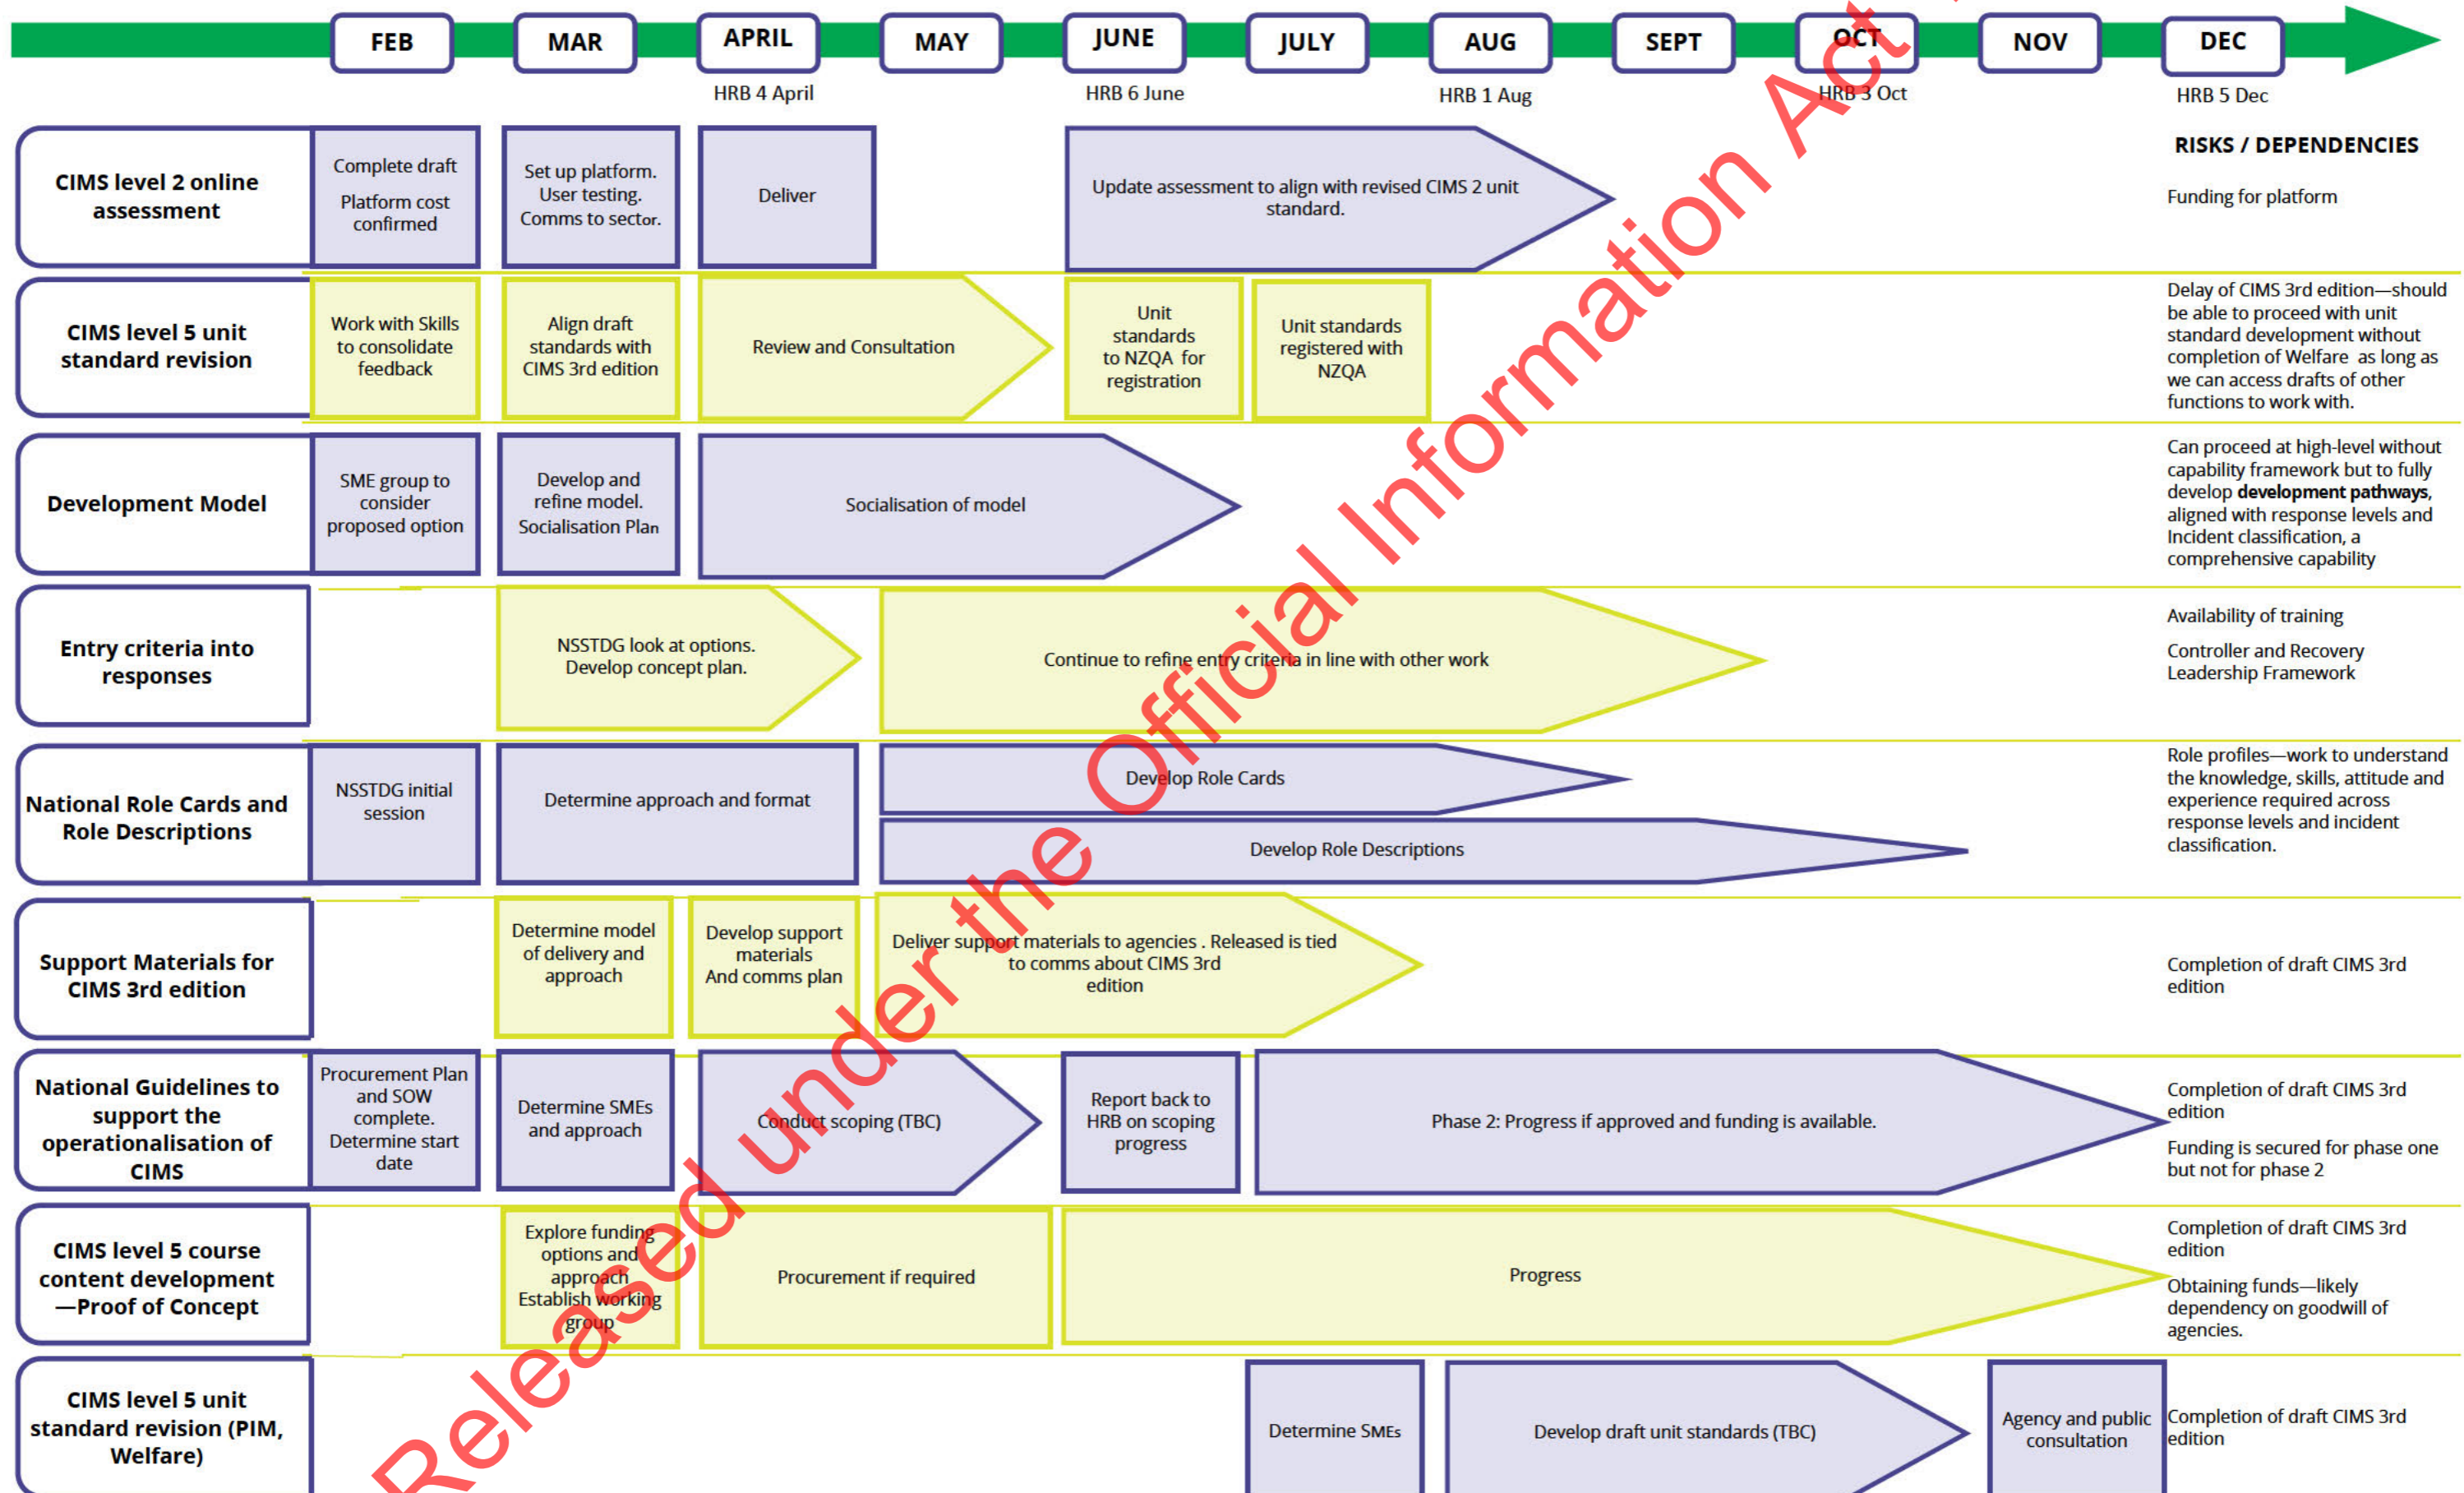 FEB
MAR
APRIL
MAY
JUNE
JULY
AUG
SEPT
OCT
NOV
DEC
HRB 4 April
HRB 6 June
HRB 1 Aug
HRB 3 Oct
HRB 5 Dec
RISKS / DEPENDENCIES
CIMS level 2 online
assessment
Complete draft
Platform cost
confirmed
Set up platform.
User testing.
Comms to sector.
Deliver
Update assessment to align with revised CIMS 2 unit
standard.
Funding for platform
CIMS level 5 unit
standard revision
Work with Skills
to consolidate
feedback
Align draft
standards with
CIMS 3rd edition
Review and Consultation
Unit
standards
to NZQA for
registration
Unit standards
registered with
NZQA
Delay of CIMS 3rd edition—should
be able to proceed with unit
standard development without
completion of Welfare as long as
we can access drafts of other
functions to work with.
Development Model
SME group to
consider
proposed option
Develop and
refine model.
Socialisation Plan
Socialisation of model
Can proceed at high-level without
capability framework but to fully
develop development pathways,
aligned with response levels and
Incident classification, a
comprehensive capability
Entry criteria into
responses
NSSTDG look at options.
Develop concept plan.
Continue to refine entry criteria in line with other work
Availability of training
Controller and Recovery
Leadership Framework
National Role Cards and
Role Descriptions
NSSTDG initial
session
Determine approach and format
Develop Role Cards
Develop Role Descriptions
Role profiles—work to understand
the knowledge, skills, attitude and
experience required across
response levels and incident
classification.
Support Materials for
CIMS 3rd edition
Determine model
of delivery and
approach
Develop support
materials
And comms plan
Deliver support materials to agencies . Released is tied
to comms about CIMS 3rd
edition
Completion of draft CIMS 3rd
edition
National Guidelines to
support the
operationalisation of
CIMS
Procurement Plan
and SOW
complete.
Determine start
date
Determine SMEs
and approach
Conduct scoping (TBC)
Report back to
HRB on scoping
progress
Phase 2: Progress if approved and funding is available.
Completion of draft CIMS 3rd
edition
Funding is secured for phase one
but not for phase 2
CIMS level 5 course
content development
—Proof of Concept
Explore funding
options and
approach
Establish working
group
Procurement if required
Progress
Completion of draft CIMS 3rd
edition
Obtaining funds—likely
dependency on goodwill of
agencies.
CIMS level 5 unit
standard revision (PIM,
Welfare)
Determine SMEs
Develop draft unit standards (TBC)
Agency and public
consultation
Completion of draft CIMS 3rd
edition
Released under the Official Information Act